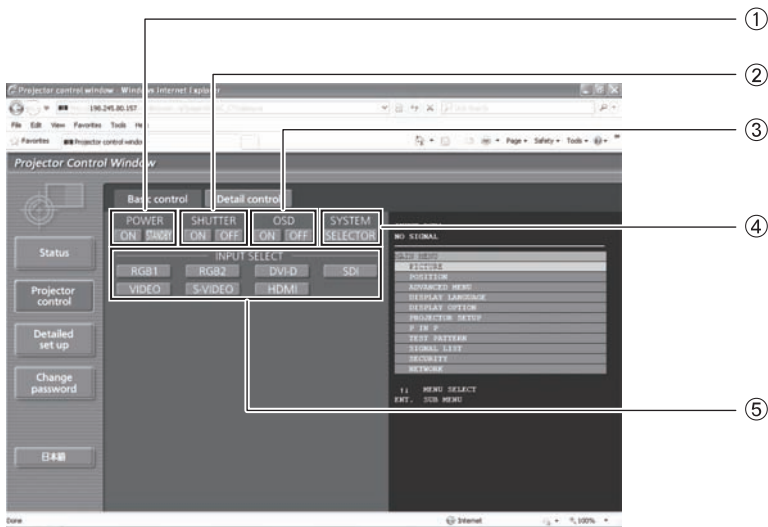 ①
②
③
④
⑤
Projector control window - Windows Internet Explorer
198.245.80.157
File Edit View Favorites Tools
Favorites Projector control window
Page Safety Tools
Projector Control Window
Basic control Detail control
POWER SHUTTER OSD SYSTEM
ON STANDBY ON OFF ON OFF SELECTOR
INPUT SELECT
RGB1 RGB2 DVI-D SDI
VIDEO S-VIDEO HDMI
Status
Projector
control
Detailed
set up
Change
password
日本語
NO SIGNAL
MAIN MENU
PICTURE
POSITION
ADVANCED MENU
DISPLAY LANGUAGE
DISPLAY OPTION
PROJECTOR SETUP
P IN P
TEST PATTERN
SIGNAL LIST
SECURITY
NETWORK
↑↓ MENU SELECT
ENT. SUB MENU
Done Internet 100%